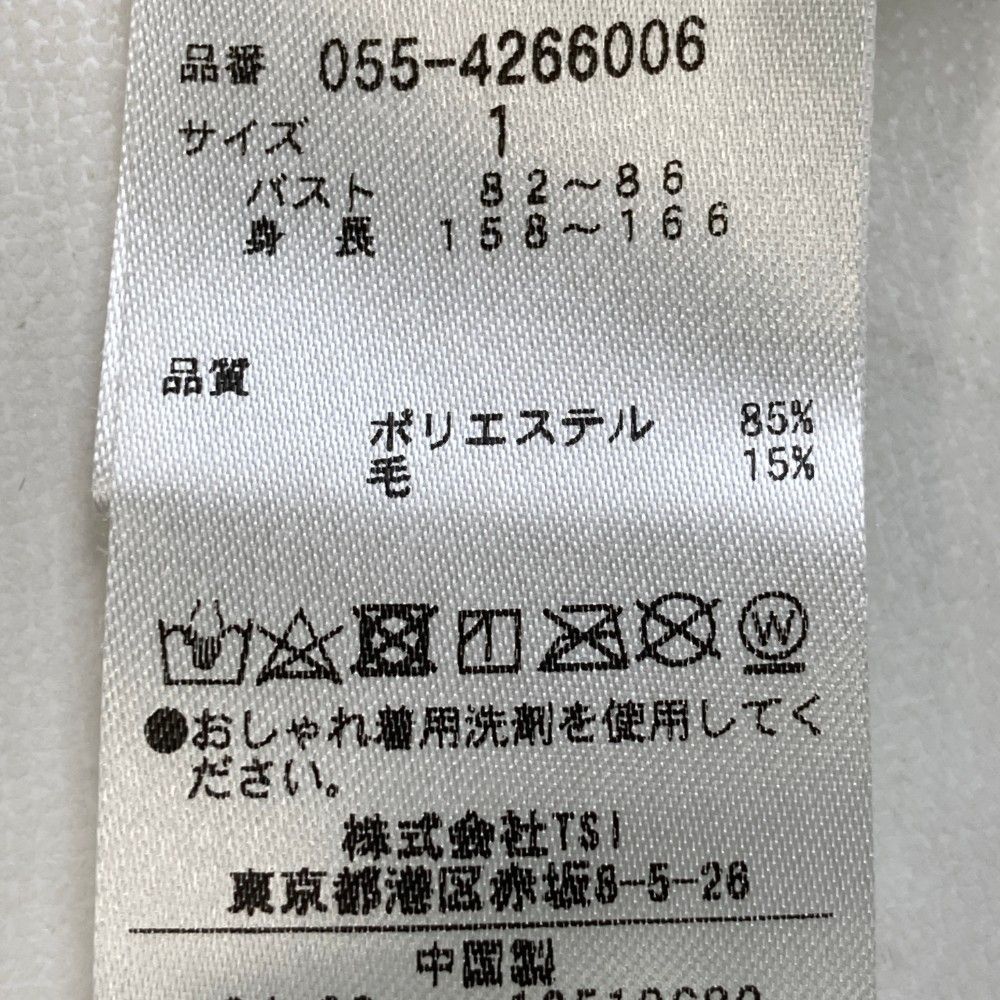 品番 055-4266006
サイズ 1
バスト 82～86
身長 158～166
品質
ポリエステル 85%
毛 15%
W
●おしゃれ着用洗剤を使用してく
ださい。
株式会社TSI
東京都港区赤坂8-5-26
中国製